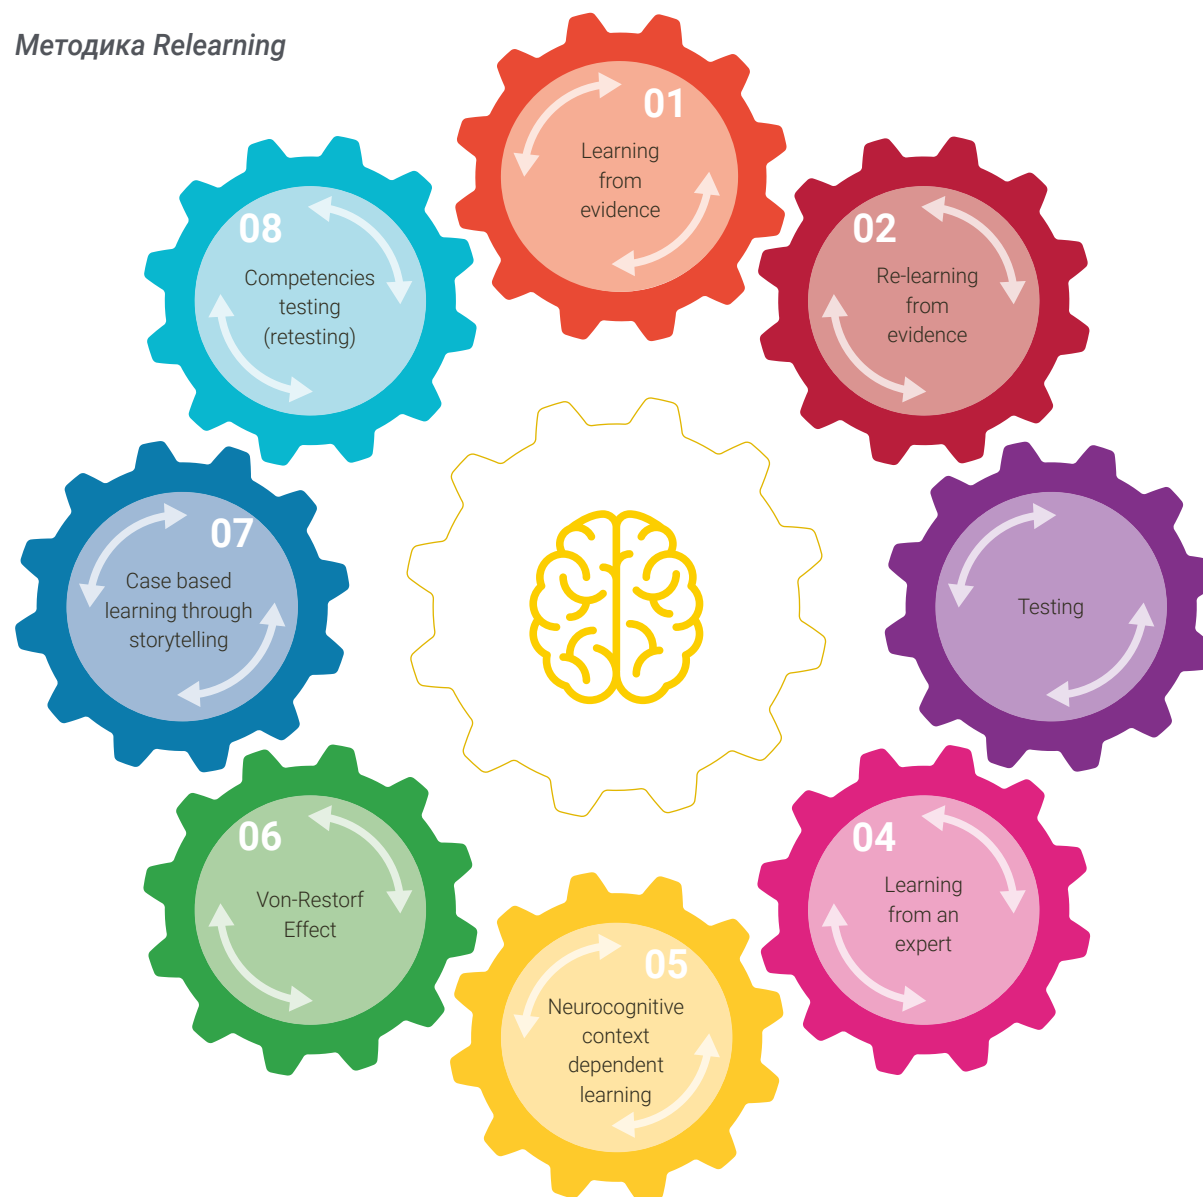 Методика Relearning
01
Learning
from
evidence
02
Re-learning
from
evidence
Testing
04
Learning
from an
expert
05
Neurocognitive
context
dependent
learning
06
Von-Restorf
Effect
07
Case based
learning through
storytelling
08
Competencies
testing
(retesting)